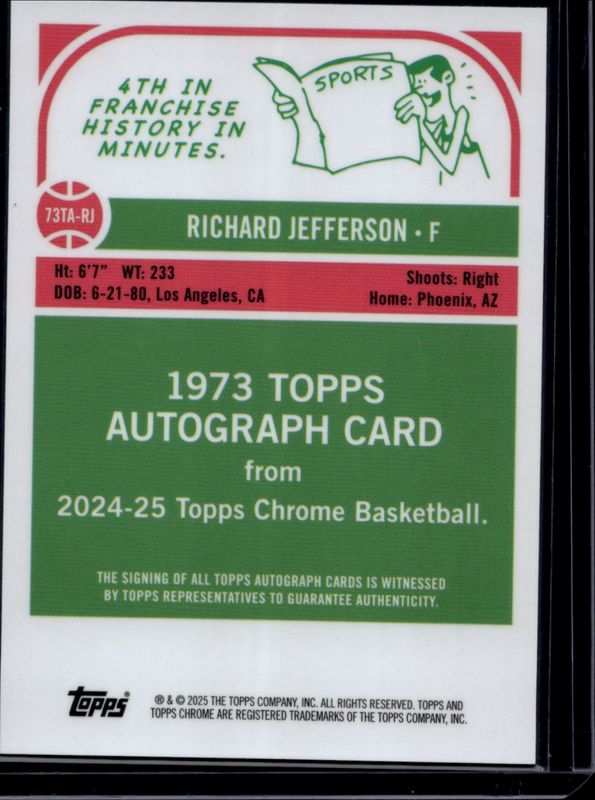 4TH IN
FRANCHISE
HISTORY IN
MINUTES.
SPORTS
73TA-RJ
RICHARD JEFFERSON • F
Ht: 6'7" WT: 233
Shoots: Right
DOB: 6-21-80, Los Angeles, CA
Home: Phoenix, AZ
1973 TOPPS
AUTOGRAPH CARD
from
2024-25 Topps Chrome Basketball.
THE SIGNING OF ALL TOPPS AUTOGRAPH CARDS IS WITNESSED
BY TOPPS REPRESENTATIVES TO GUARANTEE AUTHENTICITY.
Topps
® & © 2025 THE TOPPS COMPANY, INC. ALL RIGHTS RESERVED. TOPPS AND
TOPPS CHROME ARE REGISTERED TRADEMARKS OF THE TOPPS COMPANY, INC.